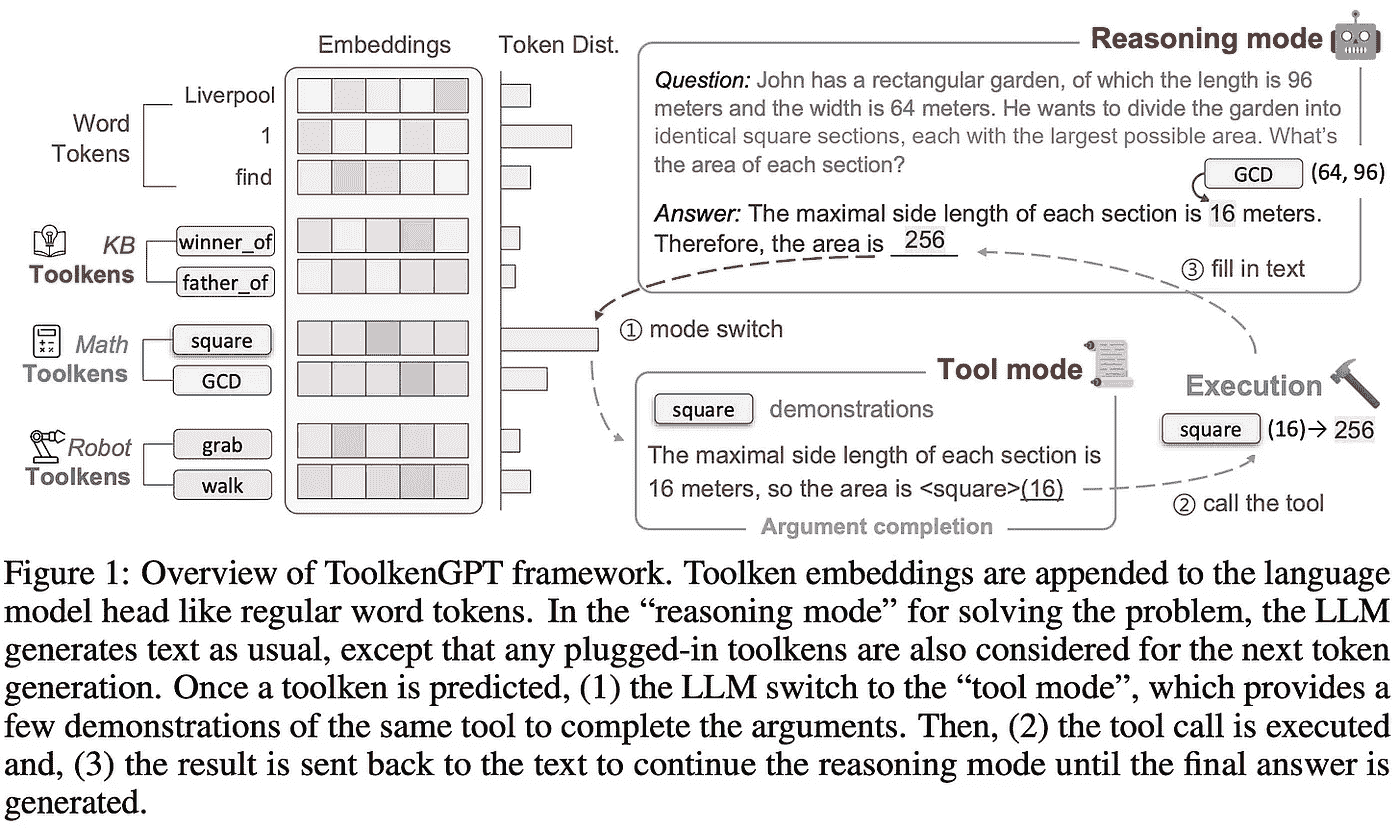 Embeddings
Token Dist.
Word
Tokens
Liverpool
1
find
KB
Toolkens
winner_of
father_of
Math
Toolkens
square
GCD
Robot
Toolkens
grab
walk
Reasoning mode
Question: John has a rectangular garden, of which the length is 96
meters and the width is 64 meters. He wants to divide the garden into
identical square sections, each with the largest possible area. What's
the area of each section?
GCD (64, 96)
Answer: The maximal side length of each section is 16 meters.
Therefore, the area is 256
③ fill in text
① mode switch
Tool mode
square demonstrations
The maximal side length of each section is
16 meters, so the area is <square>(16)
Argument completion
Execution
square (16)→ 256
② call the tool
Figure 1: Overview of ToolkenGPT framework. Toolken embeddings are appended to the language
model head like regular word tokens. In the “reasoning mode” for solving the problem, the LLM
generates text as usual, except that any plugged-in toolkens are also considered for the next token
generation. Once a toolken is predicted, (1) the LLM switch to the “tool mode”, which provides a
few demonstrations of the same tool to complete the arguments. Then, (2) the tool call is executed
and, (3) the result is sent back to the text to continue the reasoning mode until the final answer is
generated.